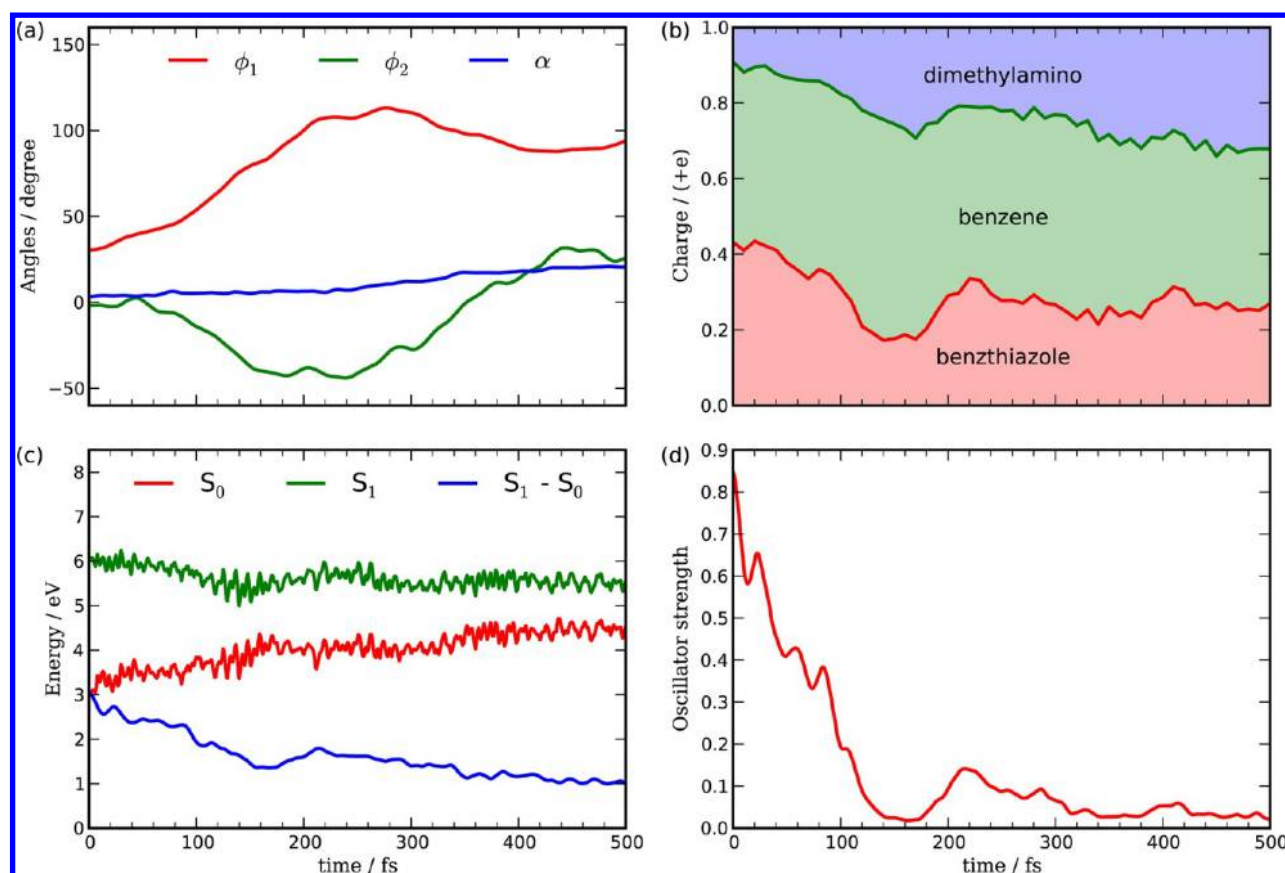 (a)
ϕ₁ ϕ₂ α
150
100
50
0
−50
Angles / degree
(b)
1.0
0.8
0.6
0.4
0.2
0.0
Charge / (+e)
dimethylamino
benzene
benzthiazole
(c)
S₀ S₁ S₁ - S₀
8
7
6
5
4
3
2
1
0
Energy / eV
0 100 200 300 400 500
time / fs
(d)
0.9
0.8
0.7
0.6
0.5
0.4
0.3
0.2
0.1
0.0
Oscillator strength
0 100 200 300 400 500
time / fs